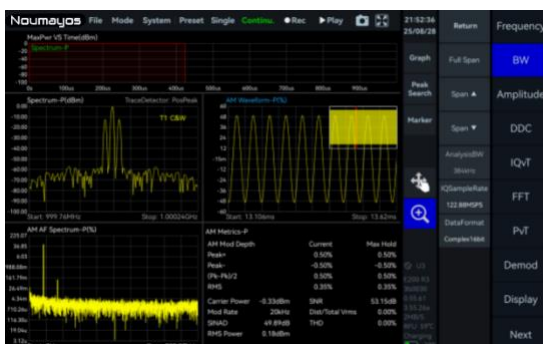 Noumayos File Mode System Preset Single Continu. Rec Play
21:52:36
25/08/28
MaxPwr VS Time(dBm)
Spectrum-P
Spectrum-P(dBm) TraceDetector: PosPeak
T1 C&W
AM Waveform-P(%)
Start: 999.76MHz Stop: 1.00024GHz
Start: 13.106ms Stop: 13.62ms
AM AF Spectrum-P(%)
AM Metrics-P
AM Mod Depth Current Max Hold
Peak+ 0.50% 0.50%
Peak- -0.50% -0.50%
(Pk-Pk)/2 0.50% 0.50%
RMS 0.35% 0.35%
Carrier Power -0.33dBm SNR 53.15dB
Mod Rate 20kHz Dist/Total Vrms 0.00%
SINAD 49.89dB THD 0.00%
RMS Power 0.18dBm
Graph
Peak
Search
Marker
Return
Full Span
Span ▲
Span ▼
AnalysisBW
IQSampleRate
122.88MSPS
DataFormat
Complex16bit
Frequency
BW
Amplitude
DDC
IQvT
FFT
PvT
Demod
Display
Next